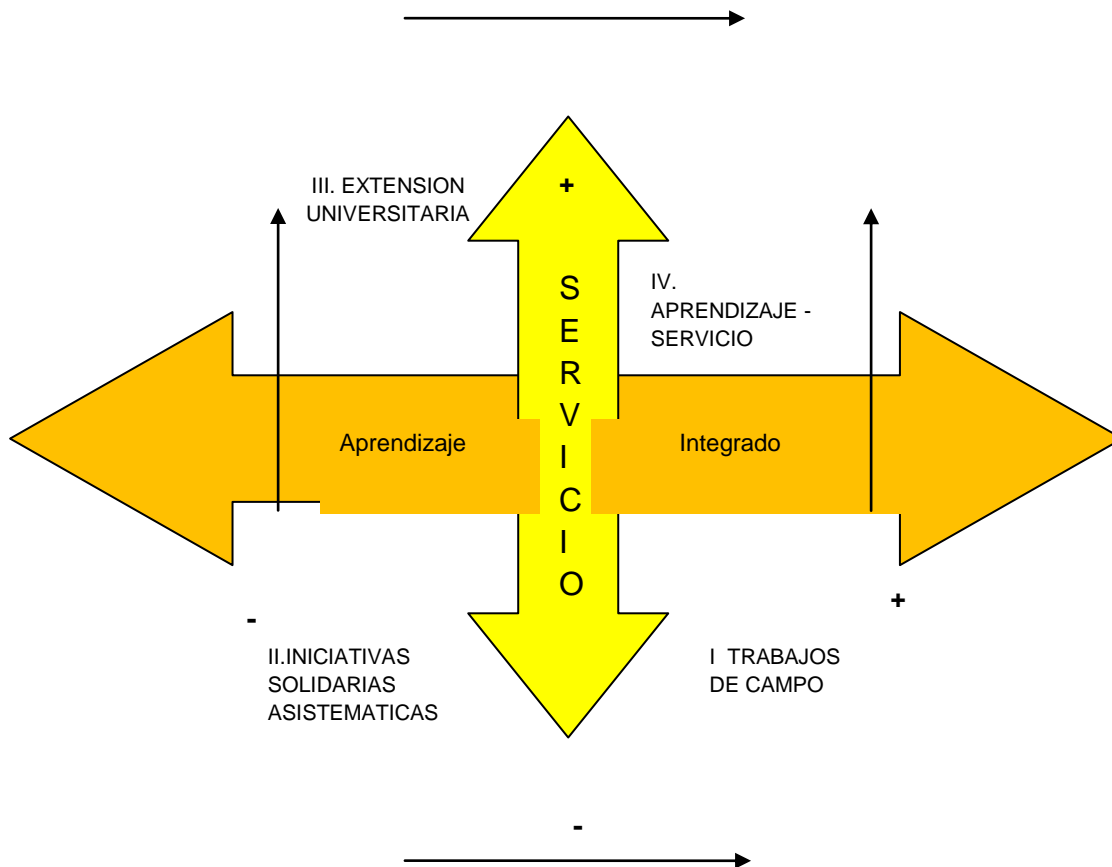 III. EXTENSION
UNIVERSITARIA
+
S
E
R
V
I
C
I
O
IV.
APRENDIZAJE -
SERVICIO
Aprendizaje
Integrado
-
+
II.INICIATIVAS
SOLIDARIAS
ASISTEMATICAS
I TRABAJOS
DE CAMPO
-